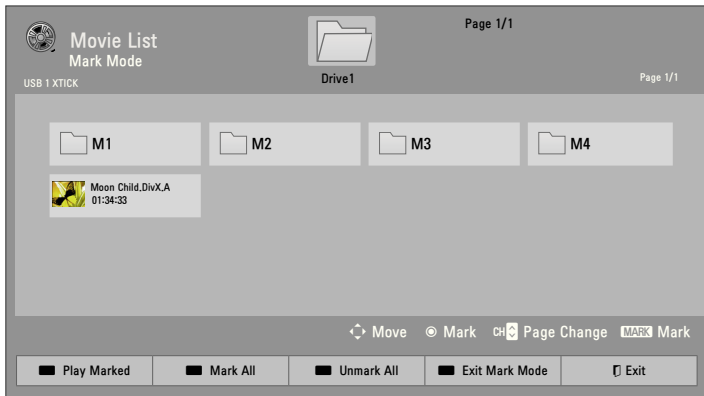 Movie List
Page 1/1
Mark Mode
USB 1 XTICK
Drive1
Page 1/1
M1
M2
M3
M4
Moon Child,DivX,A
01:34:33
Move
Mark
CH
Page Change
MARK Mark
Play Marked
Mark All
Unmark All
Exit Mark Mode
Exit